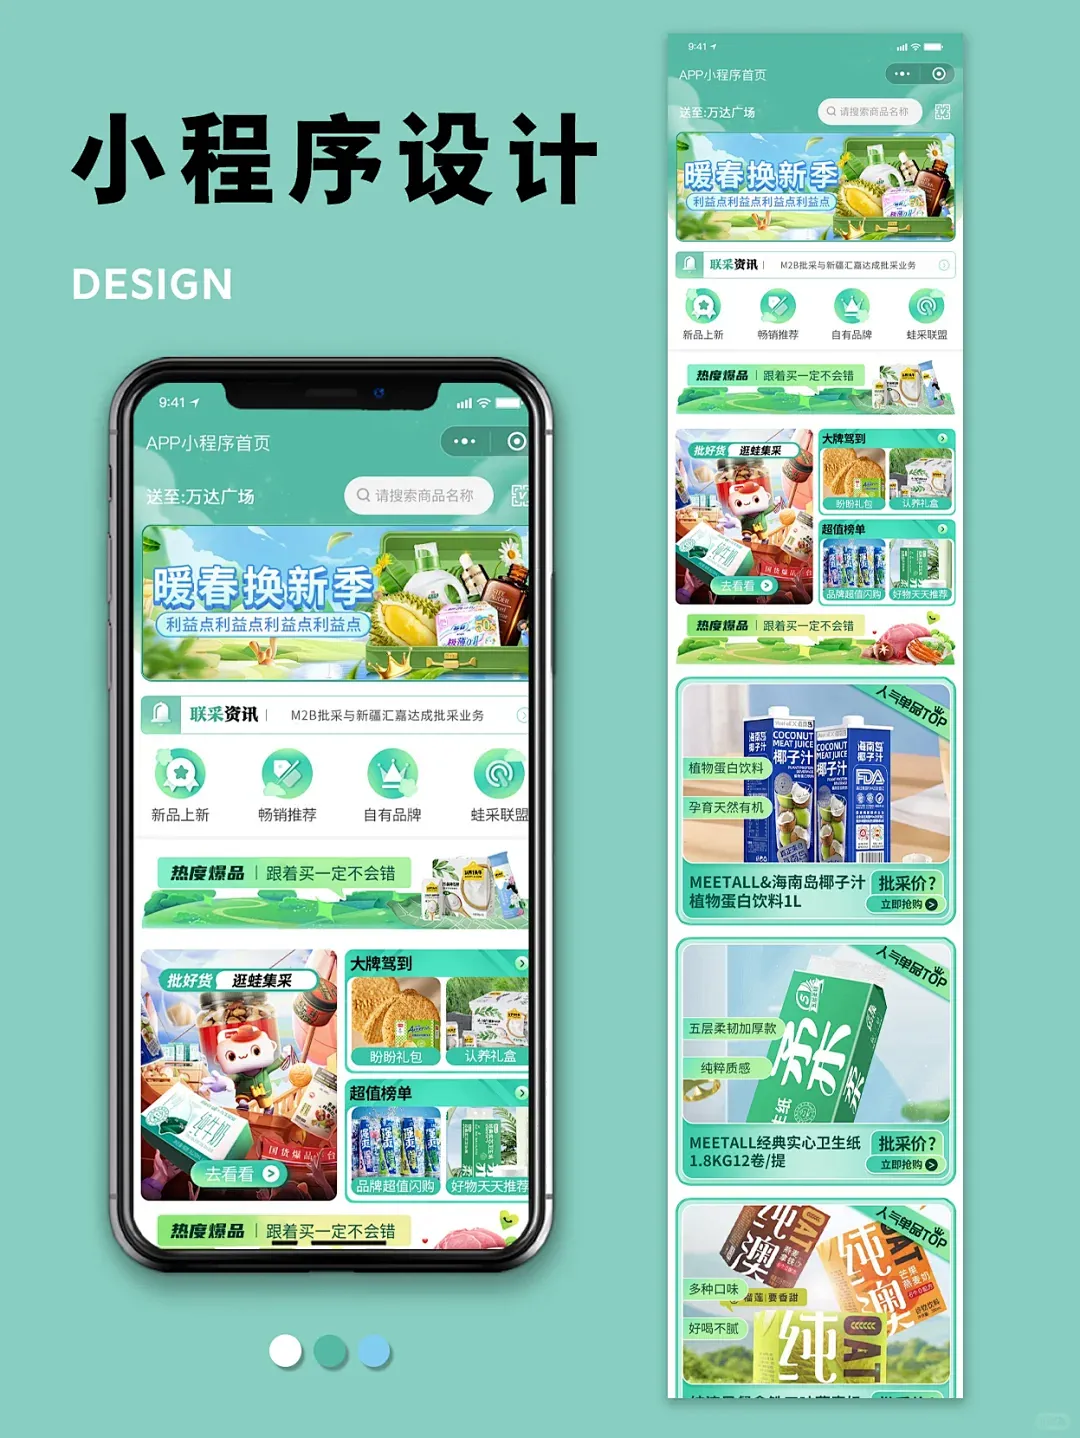 小程序设计
DESIGN
9:41
APP小程序首页
送至:万达广场
请搜索商品名称
暖春换新季
利益点利益点利益点利益点
联采资讯
M2B批采与新疆汇嘉达成批采业务
新品上新
畅销推荐
自有品牌
蛙采联盟
热度爆品
跟着买一定不会错
批好货
逛蛙集采
去看看
大牌驾到
盼盼礼包
认养礼盒
超值榜单
品牌超值闪购
好物天天推荐
热度爆品
跟着买一定不会错
9:41
APP小程序首页
送至:万达广场
请搜索商品名称
暖春换新季
利益点利益点利益点利益点
联采资讯
M2B批采与新疆汇嘉达成批采业务
新品上新
畅销推荐
自有品牌
蛙采联盟
热度爆品
跟着买一定不会错
批好货
逛蛙集采
去看看
大牌驾到
盼盼礼包
认养礼盒
超值榜单
品牌超值闪购
好物天天推荐
热度爆品
跟着买一定不会错
人气单品TOP
植物蛋白饮料
孕育天然有机
COCONUT
MEAT JUICE
椰子汁
海南岛
椰子汁
FDA
MEETALL&海南岛椰子汁
植物蛋白饮料1L
批采价?
立即抢购
人气单品TOP
五层柔韧加厚款
纯粹质感
柔
MEETALL经典实心卫生纸
1.8KG12卷/提
批采价?
立即抢购
人气单品TOP
多种口味
好喝不腻
纯澳
OAT
纯澳
芒果
燕麦奶
纯
OAT